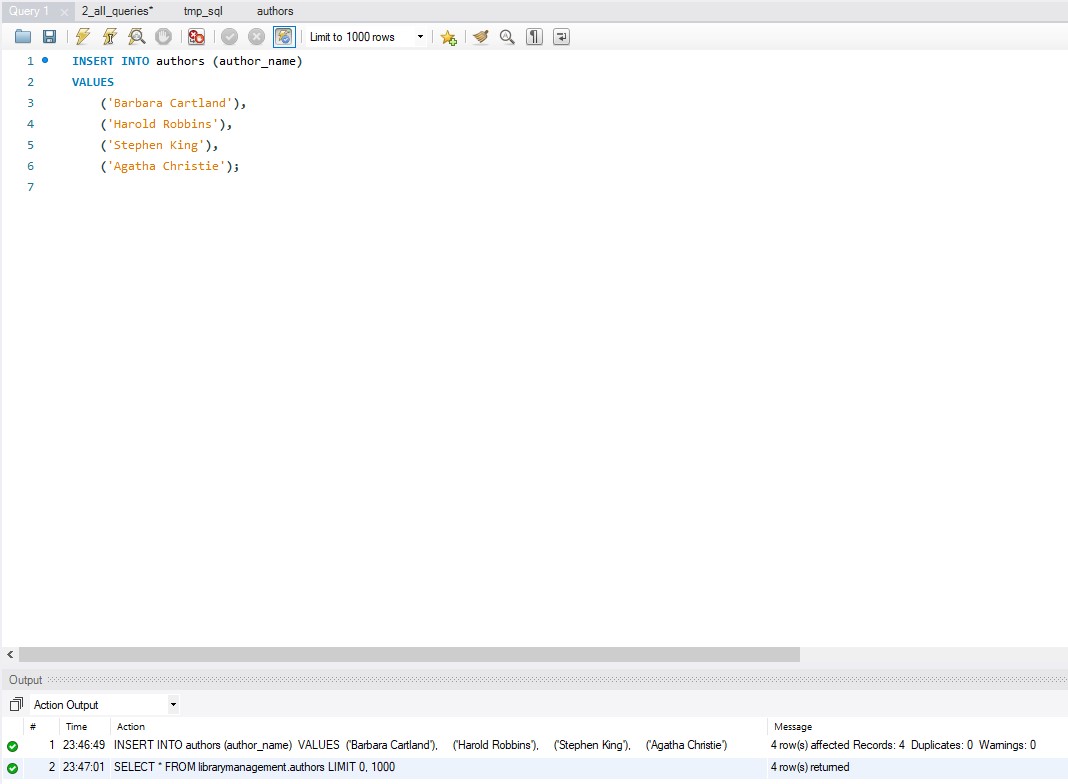 Query 1 2_all_queries* tmp_sql authors
Limit to 1000 rows
1 INSERT INTO authors (author_name)
2 VALUES
3 ('Barbara Cartland'),
4 ('Harold Robbins'),
5 ('Stephen King'),
6 ('Agatha Christie');
7
Output
Action Output
# Time Action Message
1 23:46:49 INSERT INTO authors (author_name) VALUES ('Barbara Cartland'), ('Harold Robbins'), ('Stephen King'), ('Agatha Christie') 4 row(s) affected Records: 4 Duplicates: 0 Warnings: 0
2 23:47:01 SELECT * FROM librarymanagement.authors LIMIT 0, 1000 4 row(s) returned